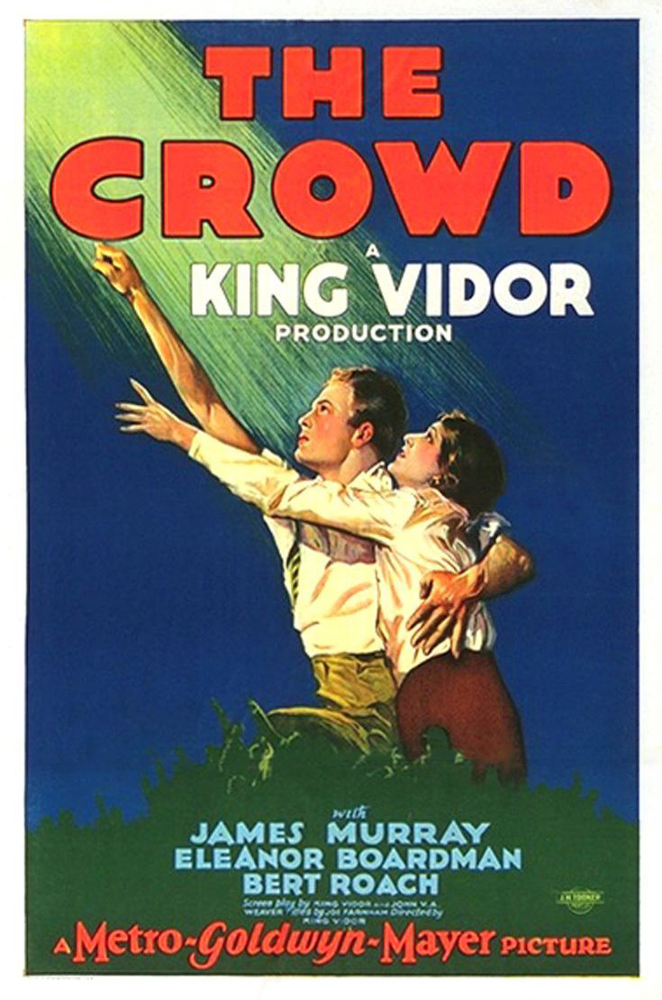 THE
CROWD
A
KING VIDOR
PRODUCTION
with
JAMES MURRAY
ELEANOR BOARDMAN
BERT ROACH
Screen play by KING VIDOR and JOHN V.A.
WEAVER Titles by JOE FARNHAM Directed by
KING VIDOR
A Metro-Goldwyn-Mayer PICTURE